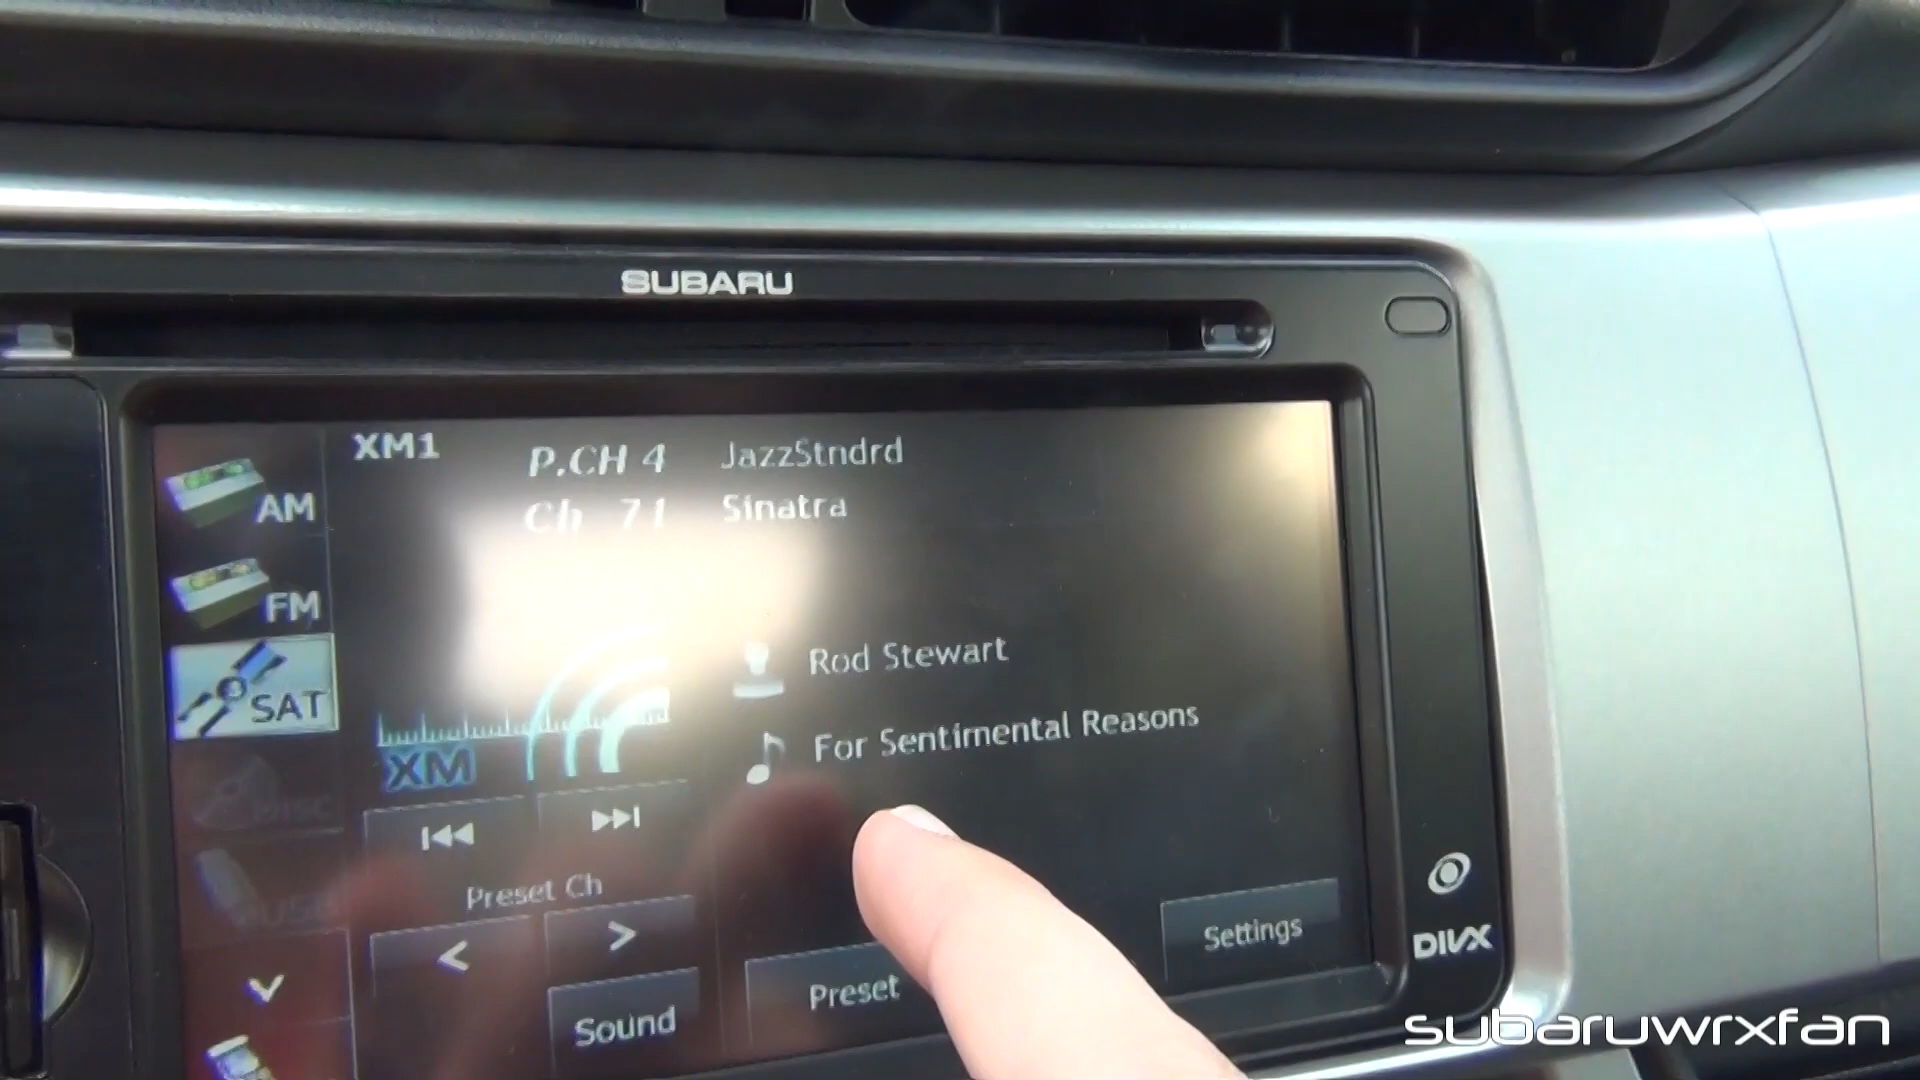 SUBARU
XM1
P.CH 4 JazzStndrd
Ch 71 Sinatra
AM
FM
SAT
Rod Stewart
For Sentimental Reasons
XM
DISC
USB
Preset Ch
<
>
Sound
Preset
Settings
DIVX
subaruwrxfan